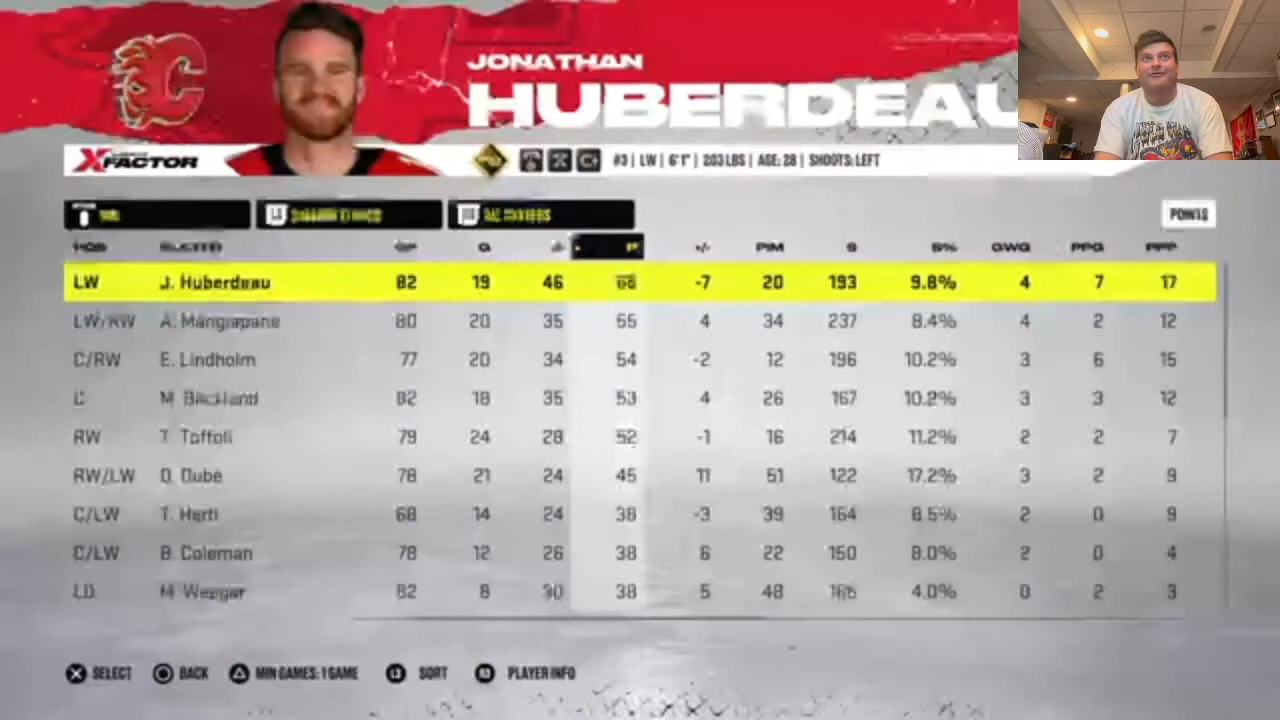 JONATHAN
HUBERDEAU
X FACTOR
#3 | LW | 6'1" | 203 LBS | AGE: 28 | SHOOTS: LEFT
POINTS
POS GP G P +/- PIM S S% GWG PPG PPP
LW J. Huberdeau 82 19 46 -7 20 193 9.8% 4 7 17
LW/RW A. Mangiapane 80 20 35 55 4 34 237 8.4% 4 2 12
C/RW E. Lindholm 77 20 34 54 -2 12 196 10.2% 3 6 15
C M. Backlund 82 18 35 53 4 26 167 10.2% 3 3 12
RW T. Toffoli 79 24 28 52 -1 16 214 11.2% 2 2 7
RW/LW D. Dube 78 21 24 45 11 51 122 17.2% 3 2 9
C/LW T. Hertl 68 14 24 38 -3 39 164 8.5% 2 0 9
C/LW B. Coleman 78 12 26 38 6 22 150 8.0% 2 0 4
LD M. Weegar 82 8 30 38 5 48 4.0% 0 2 3
SELECT BACK MIN GAMES: 1 GAME SORT PLAYER INFO